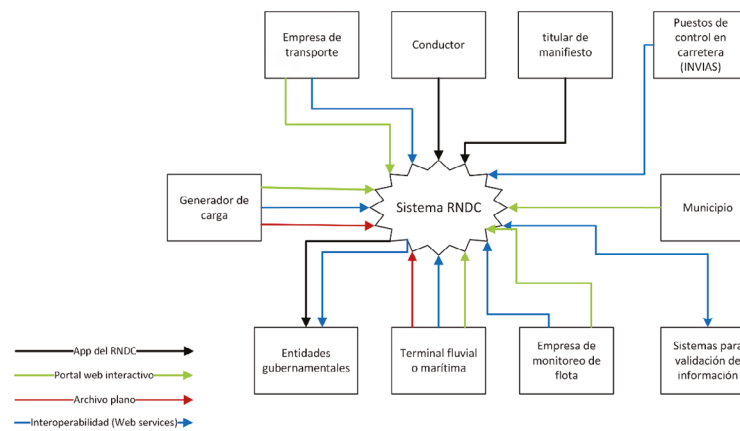 Empresa de
transporte
Conductor
titular de
manifiesto
Puestos de
control en
carretera
(INVIAS)
Generador de
carga
Sistema RNDC
Municipio
Entidades
gubernamentales
Terminal fluvial
o marítima
Empresa de
monitoreo de
flota
Sistemas para
validación de
información
App del RNDC
Portal web interactivo
Archivo plano
Interoperabilidad (Web services)